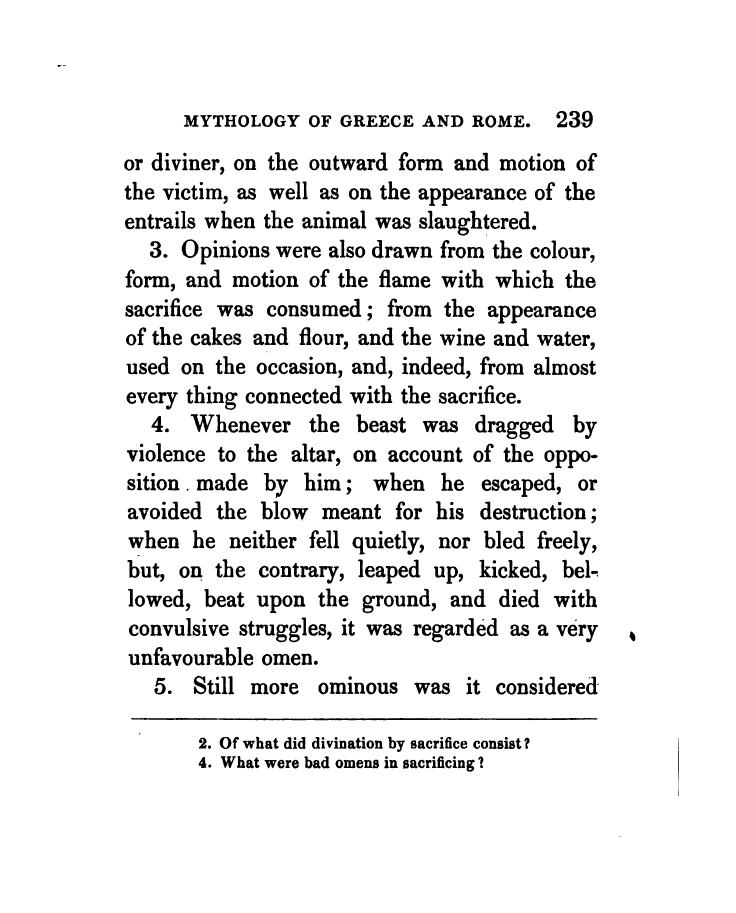 MYTHOLOGY OF GREECE AND ROME. 239
or diviner, on the outward form and motion of
the victim, as well as on the appearance of the
entrails when the animal was slaughtered.
3. Opinions were also drawn from the colour,
form, and motion of the flame with which the
sacrifice was consumed; from the appearance
of the cakes and flour, and the wine and water,
used on the occasion, and, indeed, from almost
every thing connected with the sacrifice.
4. Whenever the beast was dragged by
violence to the altar, on account of the oppo-
sition made by him; when he escaped, or
avoided the blow meant for his destruction;
when he neither fell quietly, nor bled freely,
but, on the contrary, leaped up, kicked, bel-
lowed, beat upon the ground, and died with
convulsive struggles, it was regarded as a very
unfavourable omen.
5. Still more ominous was it considered
2. Of what did divination by sacrifice consist?
4. What were bad omens in sacrificing?